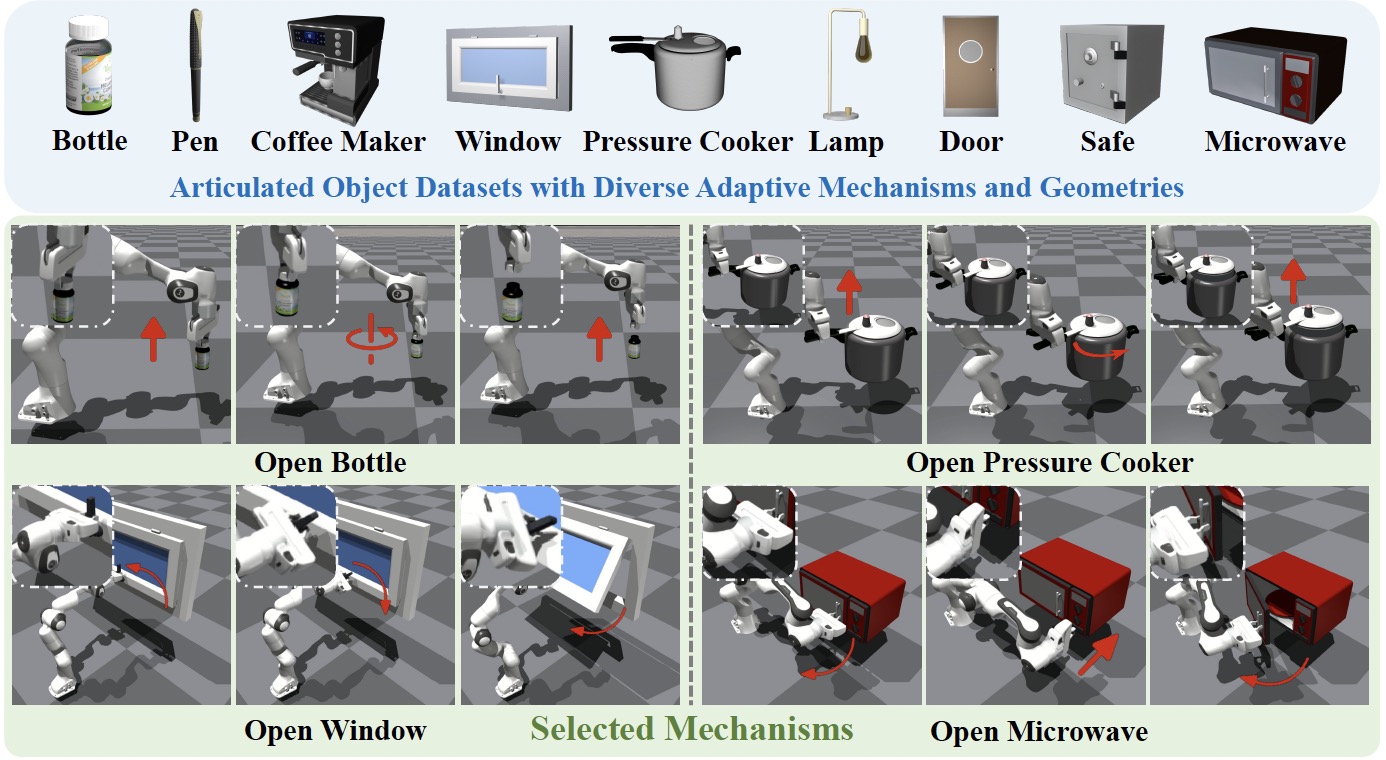 Bottle
Pen
Coffee Maker
Window
Pressure Cooker
Lamp
Door
Safe
Microwave
Articulated Object Datasets with Diverse Adaptive Mechanisms and Geometries
Open Bottle
Open Pressure Cooker
Open Window
Selected Mechanisms
Open Microwave